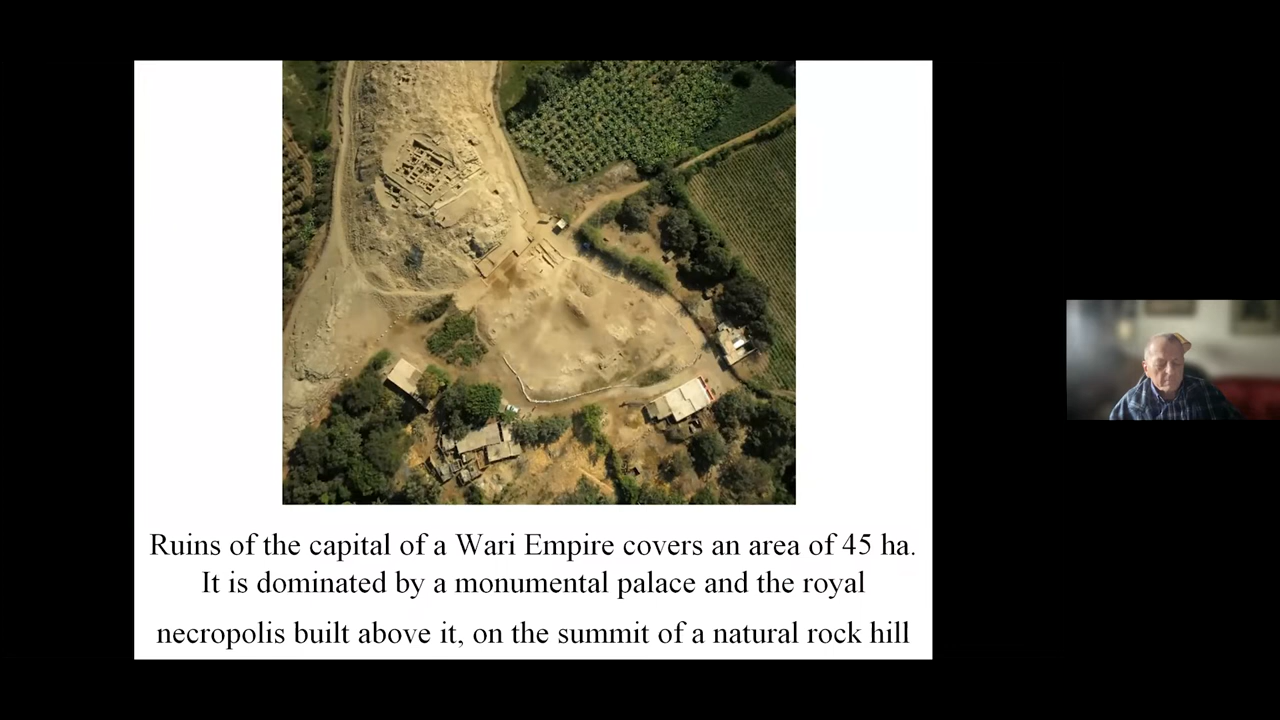 Ruins of the capital of a Wari Empire covers an area of 45 ha.
It is dominated by a monumental palace and the royal
necropolis built above it, on the summit of a natural rock hill